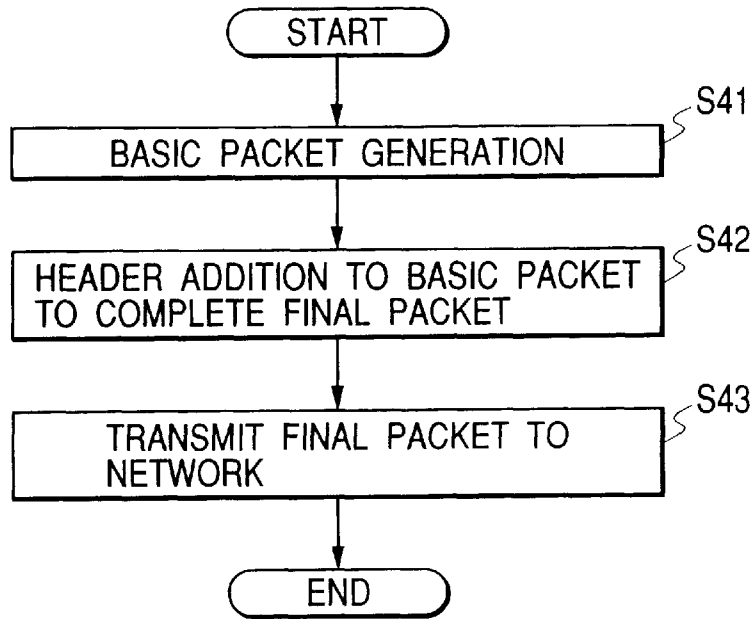 START
S41
BASIC PACKET GENERATION
S42
HEADER ADDITION TO BASIC PACKET
TO COMPLETE FINAL PACKET
S43
TRANSMIT FINAL PACKET TO
NETWORK
END